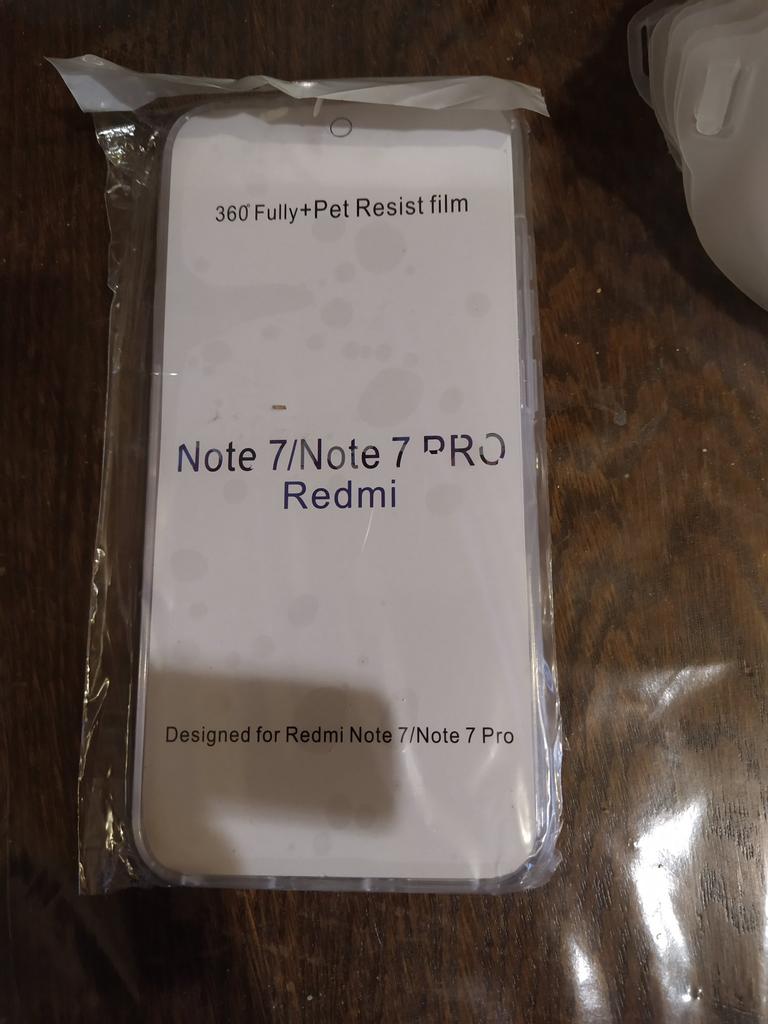 360° Fully+Pet Resist film
Note 7/Note 7 PRO
Redmi
Designed for Redmi Note 7/Note 7 Pro